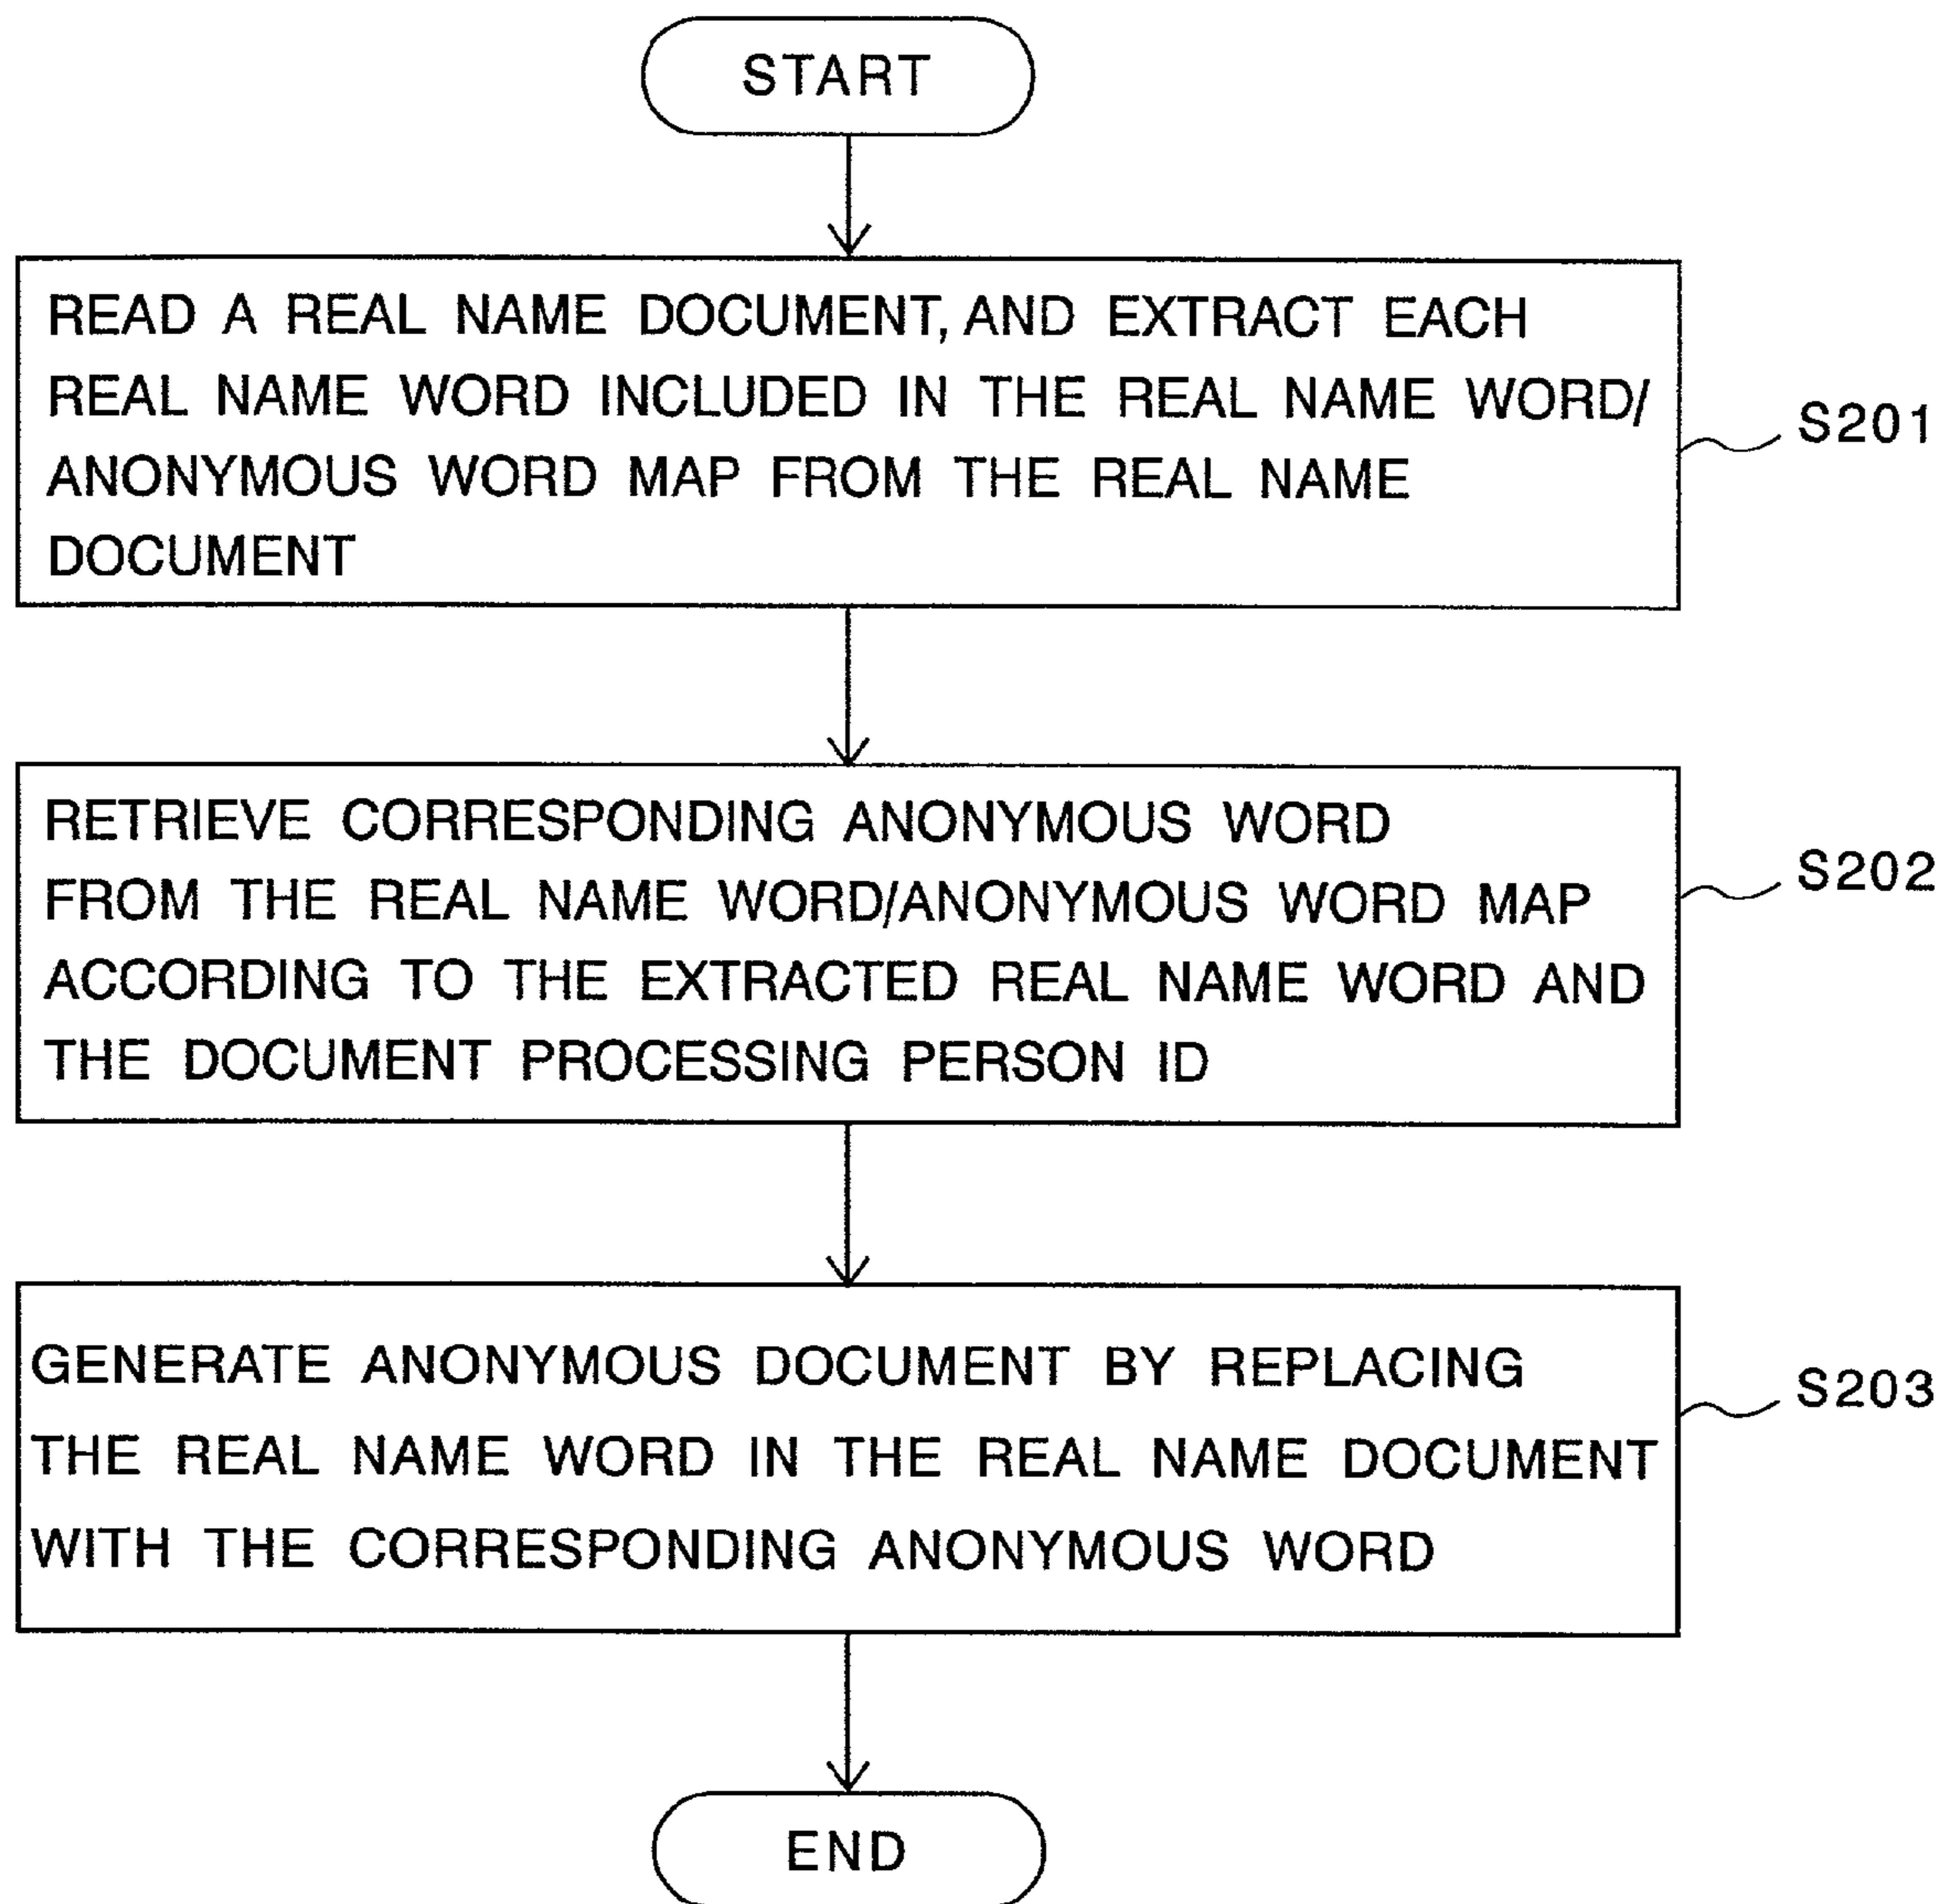 START
READ A REAL NAME DOCUMENT, AND EXTRACT EACH
REAL NAME WORD INCLUDED IN THE REAL NAME WORD/
ANONYMOUS WORD MAP FROM THE REAL NAME
DOCUMENT
S201
RETRIEVE CORRESPONDING ANONYMOUS WORD
FROM THE REAL NAME WORD/ANONYMOUS WORD MAP
ACCORDING TO THE EXTRACTED REAL NAME WORD AND
THE DOCUMENT PROCESSING PERSON ID
S202
GENERATE ANONYMOUS DOCUMENT BY REPLACING
THE REAL NAME WORD IN THE REAL NAME DOCUMENT
WITH THE CORRESPONDING ANONYMOUS WORD
S203
END